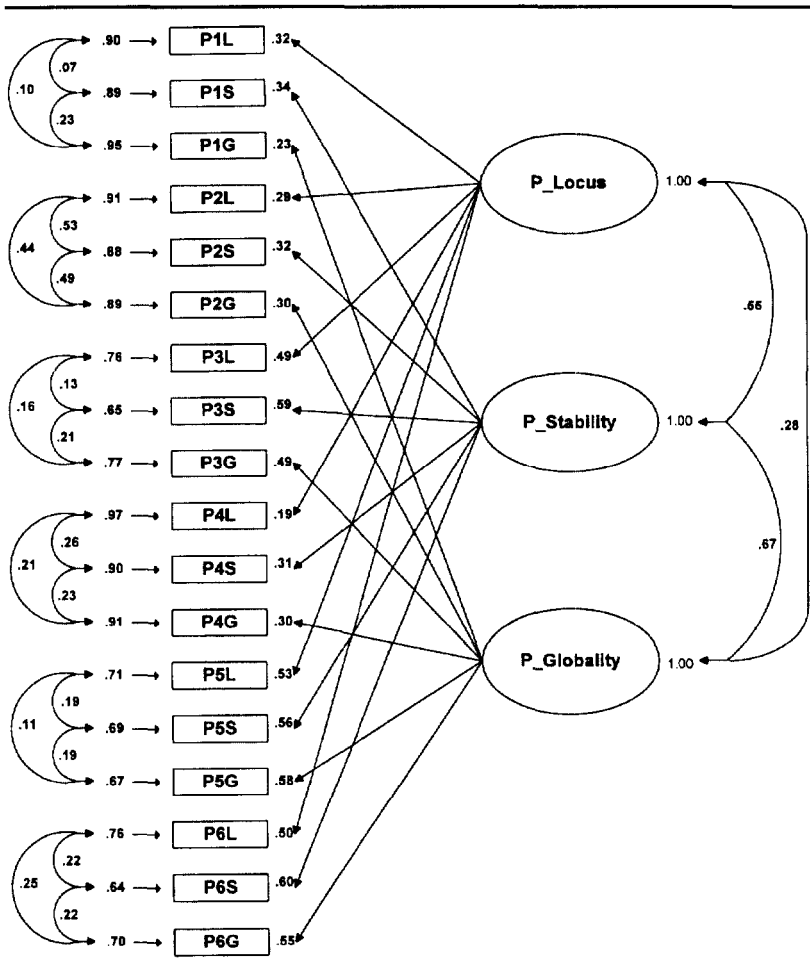 .90 P1L .32
.07
.10 .89 P1S .34
.23
.95 P1G .23
P_Locus 1.00
.91 P2L .29
.53
.44 .88 P2S .32
.49
.89 P2G .30
.55
.76 P3L .49
.13
.16 .65 P3S .59
P_Stability 1.00 .28
.21
.77 P3G .49
.97 P4L .19
.26
.67
.21 .90 P4S .31
.23
.91 P4G .30
P_Globality 1.00
.71 P5L .53
.19
.11 .69 P5S .56
.19
.67 P5G .58
.76 P6L .50
.22
.25 .64 P6S .60
.22
.70 P6G .55